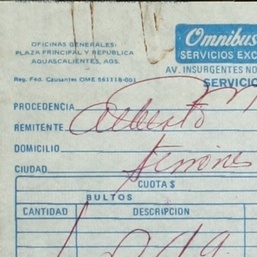 OFICINAS GENERALES:
PLAZA PRINCIPAL Y REPUBLICA
AGUASCALIENTES, AGS.
Reg. Fed. Causantes OME 561118-001
Omnibus
SERVICIOS EXC
AV. INSURGENTES NO
SERVICIO
PROCEDENCIA
REMITENTE Alberto
DOMICILIO
CIUDAD
CUOTA $
BULTOS
CANTIDAD DESCRIPCION